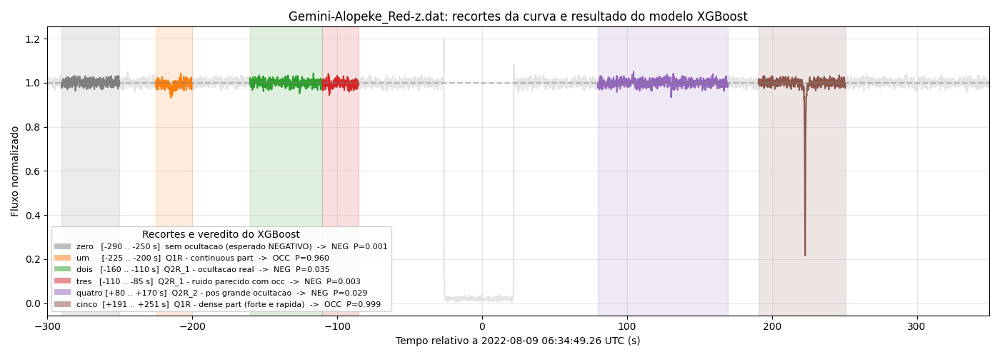 Gemini-Alopeke_Red-z.dat: recortes da curva e resultado do modelo XGBoost
Fluxo normalizado
1.2
1.0
0.8
0.6
0.4
0.2
0.0
Recortes e veredito do XGBoost
zero [-290 .. -250 s] sem ocultacao (esperado NEGATIVO) -> NEG P=0.001
um [-225 .. -200 s] Q1R - continuous part -> OCC P=0.960
dois [-160 .. -110 s] Q2R_1 - ocultacao real -> NEG P=0.035
tres [-110 .. -85 s] Q2R_1 - ruido parecido com occ -> NEG P=0.003
quatro [+80 .. +170 s] Q2R_2 - pos grande ocultacao -> NEG P=0.029
cinco [+191 .. +251 s] Q1R - dense part (forte e rapida) -> OCC P=0.999
−300 −200 −100 0 100 200 300
Tempo relativo a 2022-08-09 06:34:49.26 UTC (s)